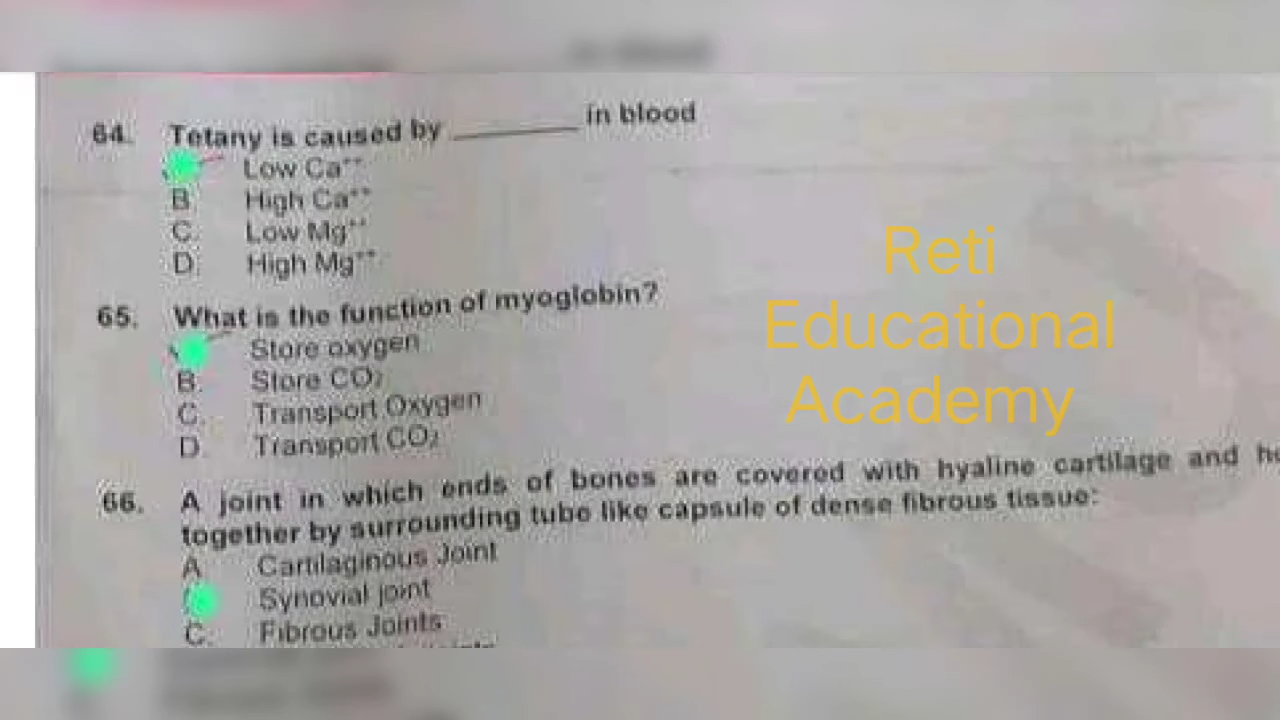 64. Tetany is caused by ________ in blood
Low Ca++
B. High Ca++
C. Low Mg++
D. High Mg++
65. What is the function of myoglobin?
Store oxygen
B. Store CO2
C. Transport Oxygen
D. Transport CO2
66. A joint in which ends of bones are covered with hyaline cartilage and
together by surrounding tube like capsule of dense fibrous tissue:
A Cartilaginous Joint
Synovial joint
C. Fibrous Joints
Reti
Educational
Academy